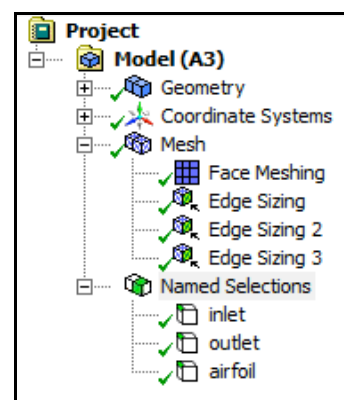 Project
Model (A3)
Geometry
Coordinate Systems
Mesh
Face Meshing
Edge Sizing
Edge Sizing 2
Edge Sizing 3
Named Selections
inlet
outlet
airfoil